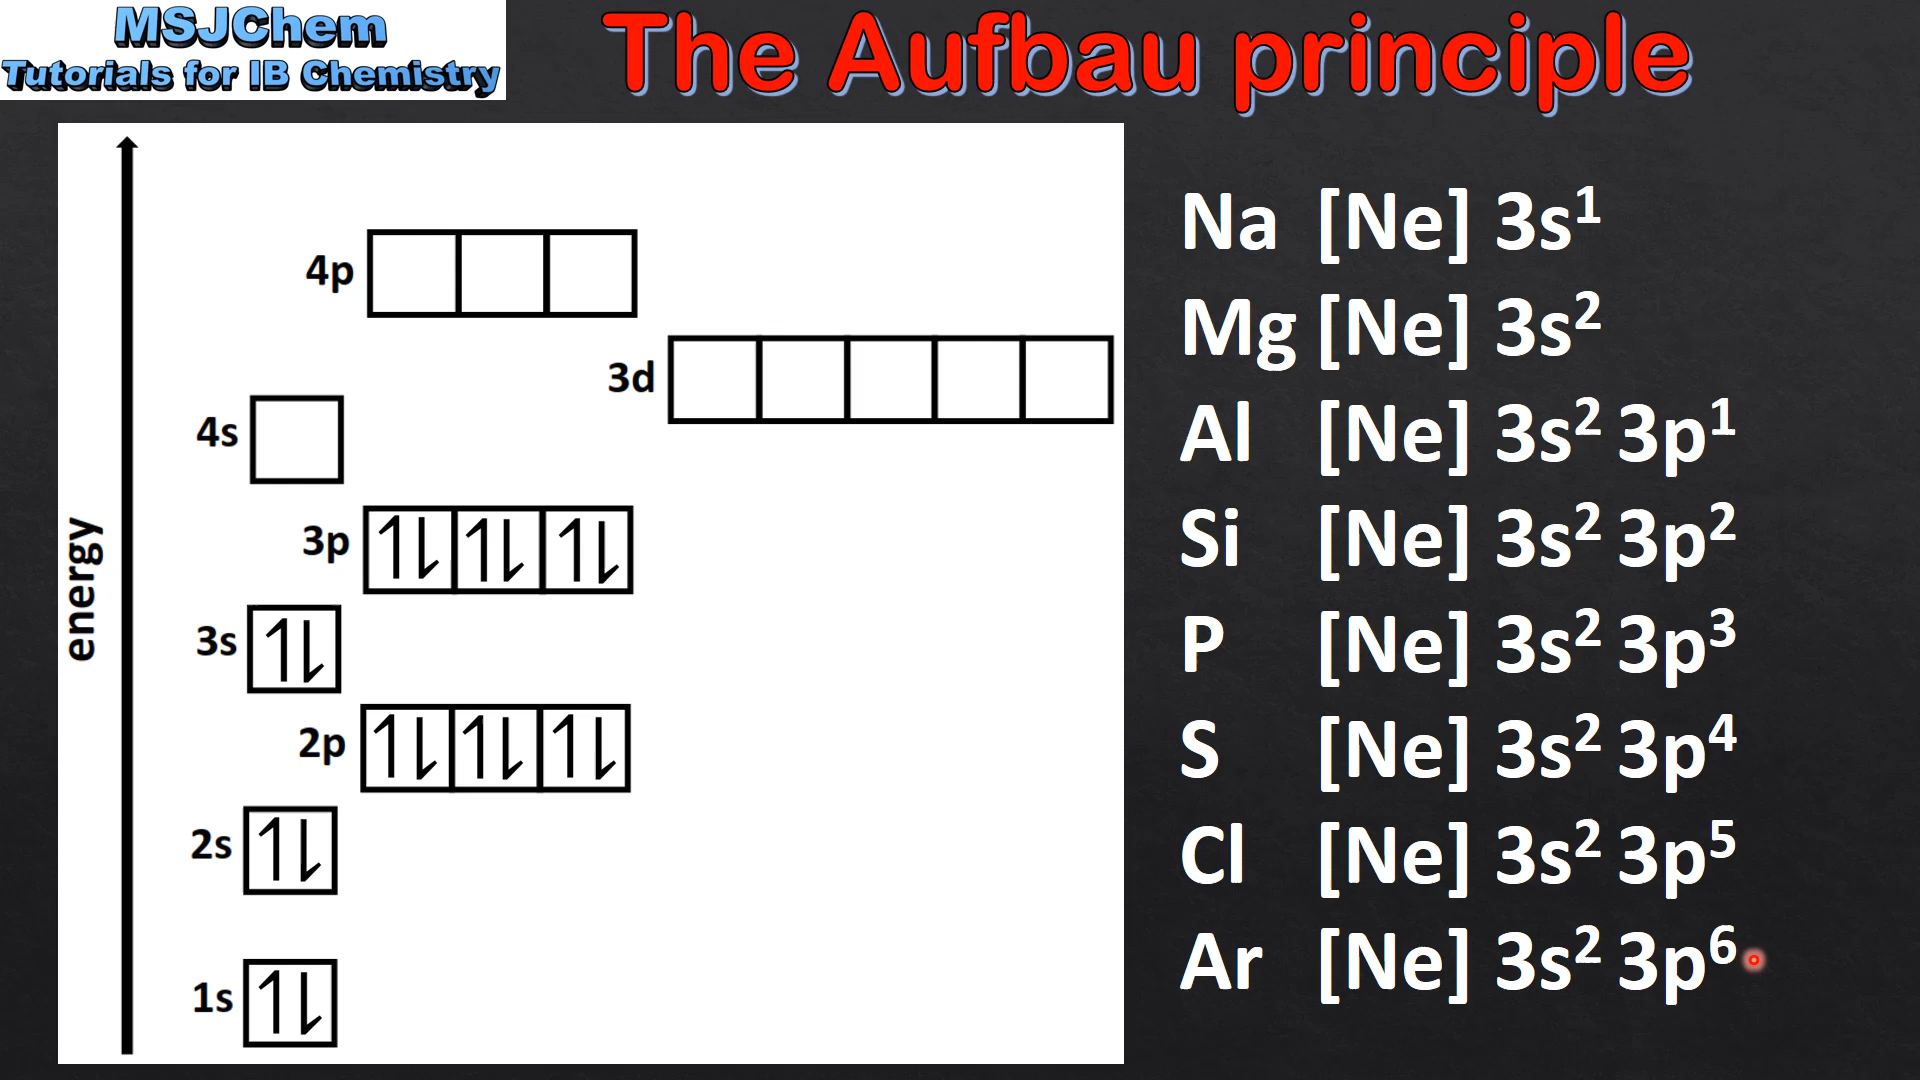 MSJChem
Tutorials for IB Chemistry
The Aufbau principle
energy
4p
3d
4s
3p
3s
2p
2s
1s
Na [Ne] 3s¹
Mg [Ne] 3s²
Al [Ne] 3s² 3p¹
Si [Ne] 3s² 3p²
P [Ne] 3s² 3p³
S [Ne] 3s² 3p⁴
Cl [Ne] 3s² 3p⁵
Ar [Ne] 3s² 3p⁶